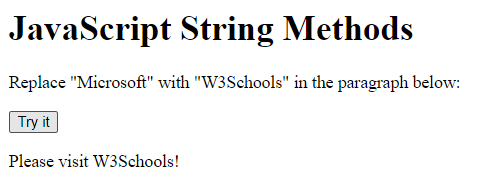 JavaScript String Methods
Replace "Microsoft" with "W3Schools" in the paragraph below:
Try it
Please visit W3Schools!